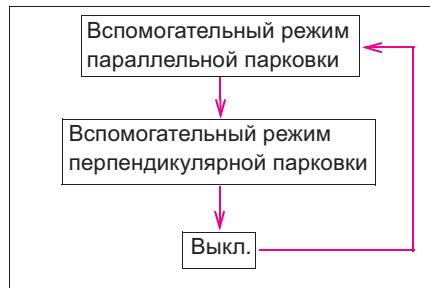 Вспомогательный режим
параллельной парковки
Вспомогательный режим
перпендикулярной парковки
Выкл.